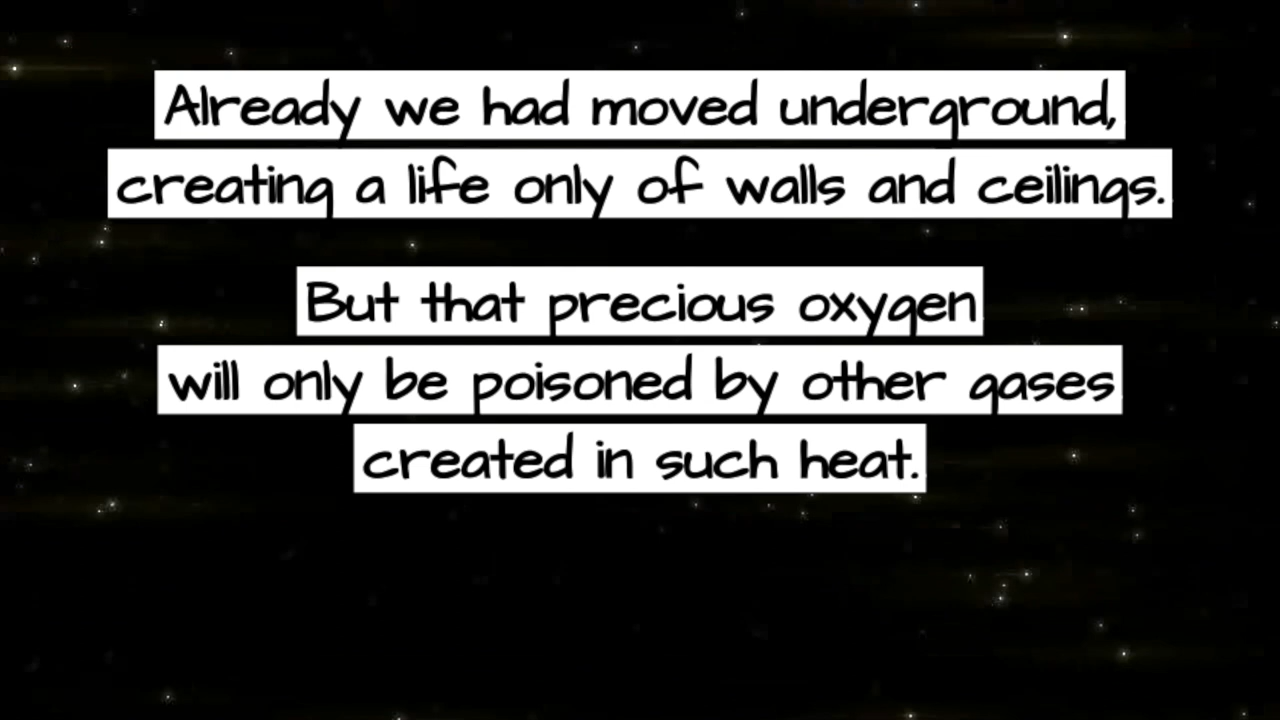 Already we had moved underground,
creating a life only of walls and ceilings.
But that precious oxygen
will only be poisoned by other gases
created in such heat.